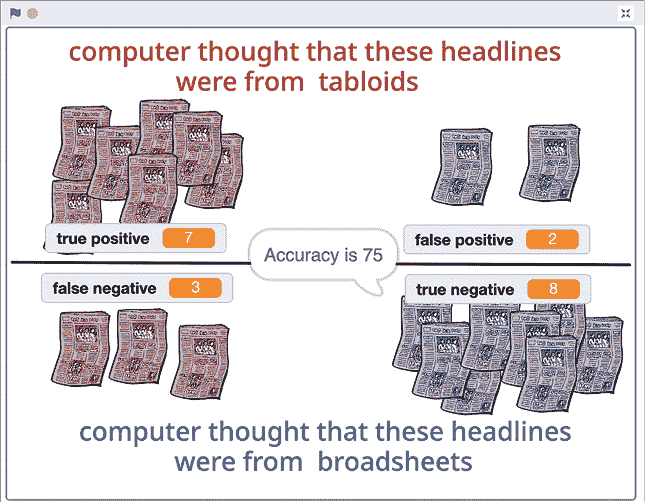 computer thought that these headlines
were from tabloids
true positive 7
false positive 2
Accuracy is 75
false negative 3
true negative 8
computer thought that these headlines
were from broadsheets